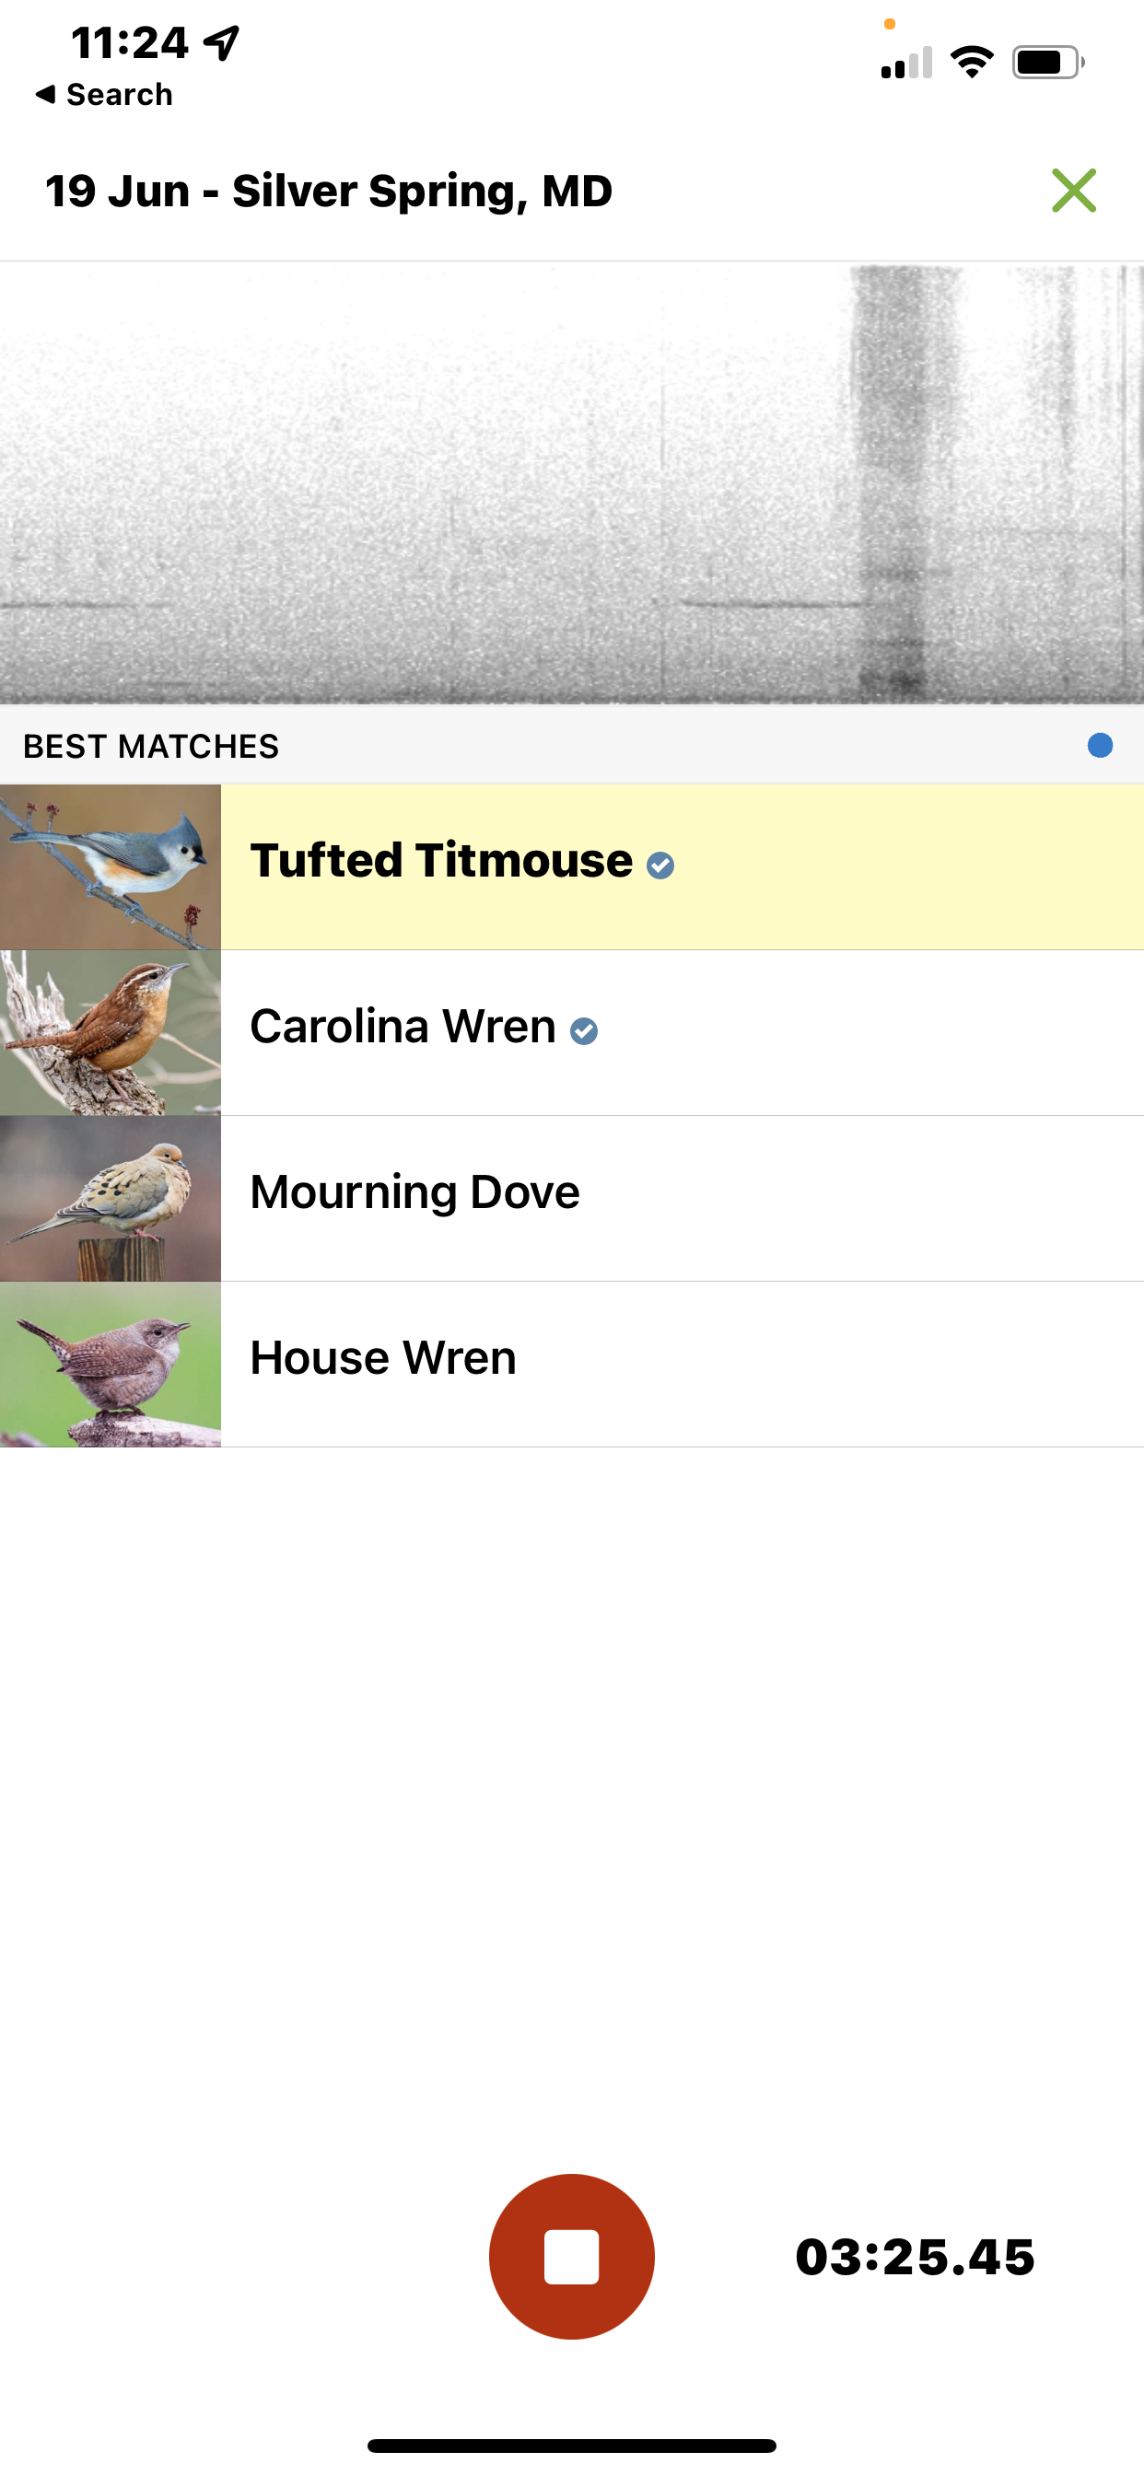 11:24
Search
19 Jun - Silver Spring, MD
BEST MATCHES
Tufted Titmouse
Carolina Wren
Mourning Dove
House Wren
03:25.45